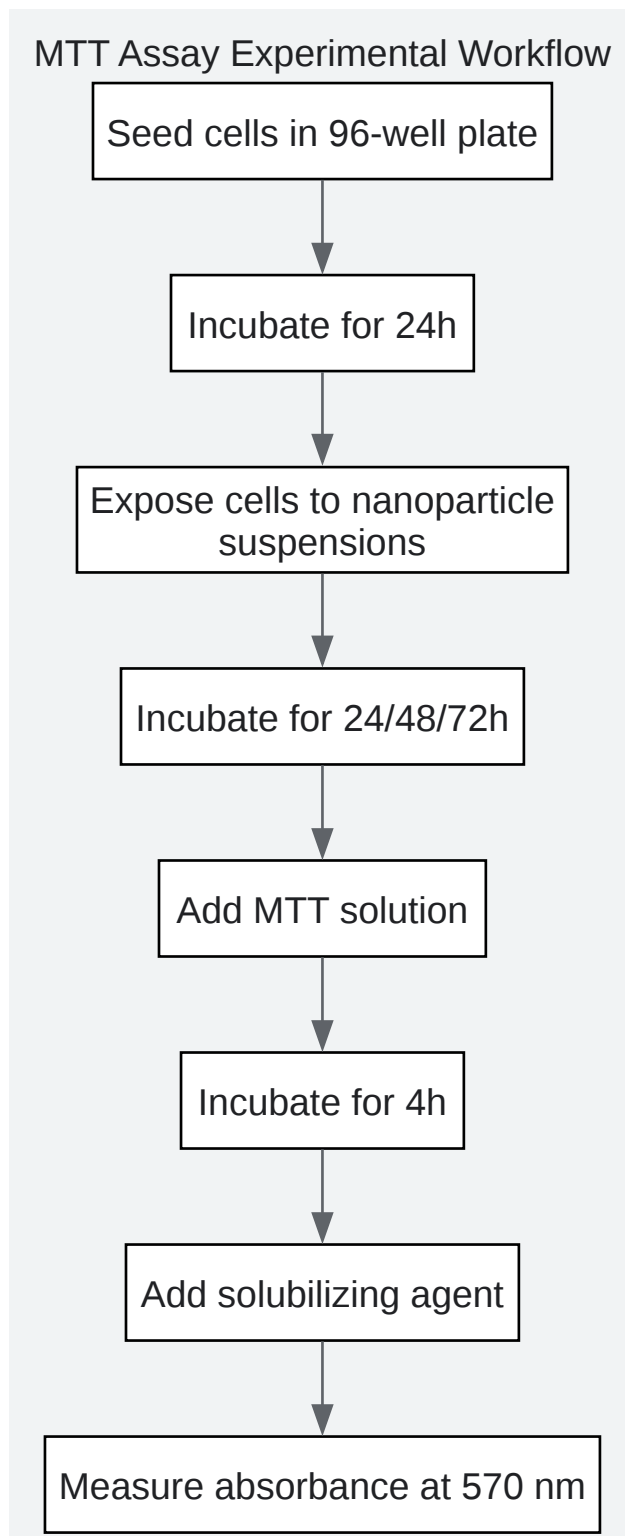 MTT Assay Experimental Workflow
Seed cells in 96-well plate
Incubate for 24h
Expose cells to nanoparticle
suspensions
Incubate for 24/48/72h
Add MTT solution
Incubate for 4h
Add solubilizing agent
Measure absorbance at 570 nm